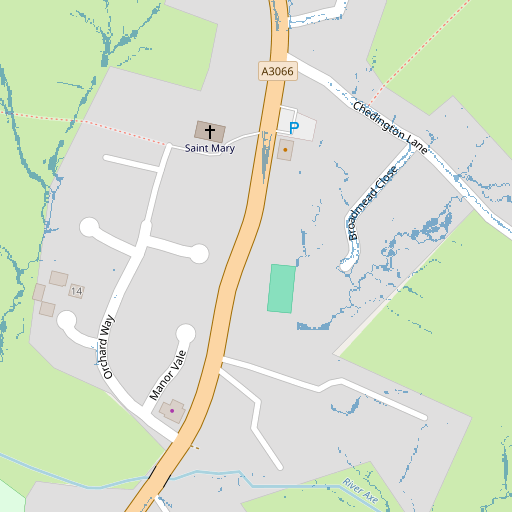 A3066
Chedington Lane
P
Saint Mary
Broadmead Close
14
Orchard Way
Manor Vale
River Axe